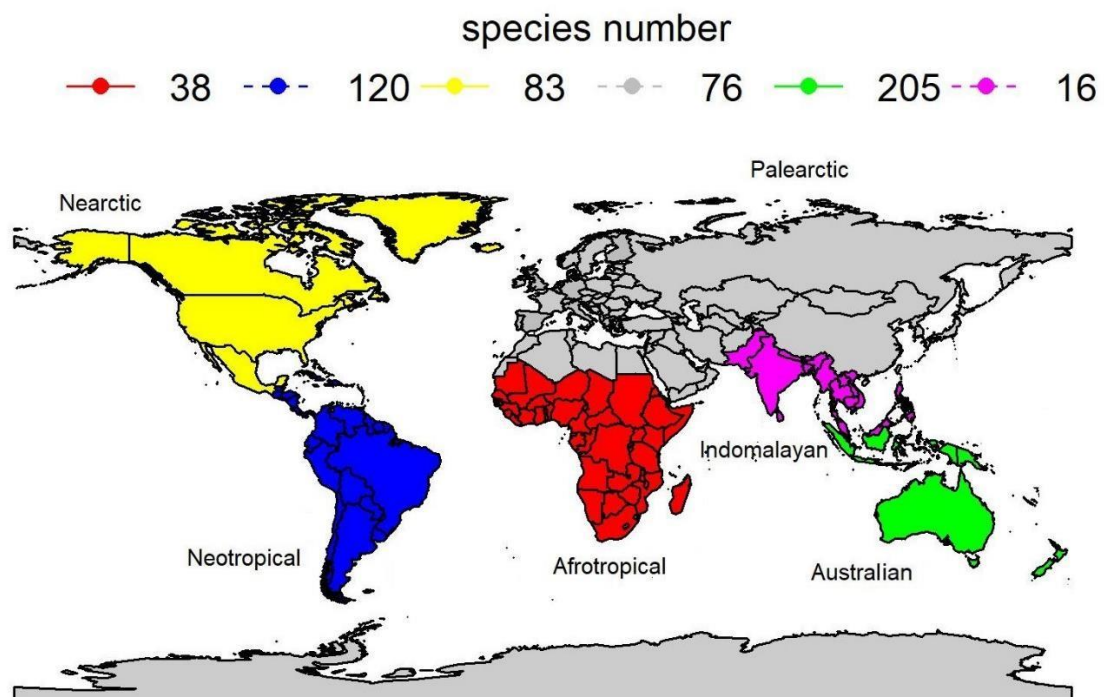 species number
38 120 83 76 205 16
Palearctic
Nearctic
Indomalayan
Neotropical
Afrotropical
Australian